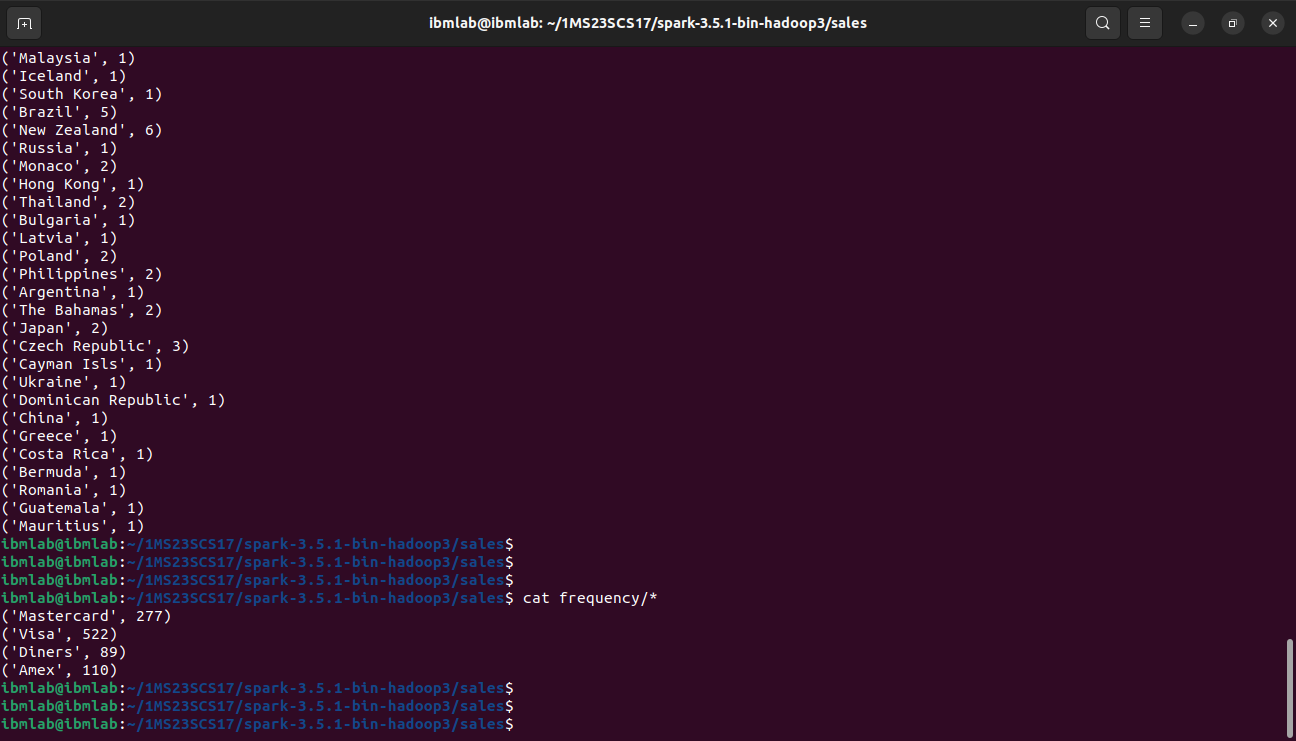 ibmlab@ibmlab: ~/1MS23SCS17/spark-3.5.1-bin-hadoop3/sales
('Malaysia', 1)
('Iceland', 1)
('South Korea', 1)
('Brazil', 5)
('New Zealand', 6)
('Russia', 1)
('Monaco', 2)
('Hong Kong', 1)
('Thailand', 2)
('Bulgaria', 1)
('Latvia', 1)
('Poland', 2)
('Philippines', 2)
('Argentina', 1)
('The Bahamas', 2)
('Japan', 2)
('Czech Republic', 3)
('Cayman Isls', 1)
('Ukraine', 1)
('Dominican Republic', 1)
('China', 1)
('Greece', 1)
('Costa Rica', 1)
('Bermuda', 1)
('Romania', 1)
('Guatemala', 1)
('Mauritius', 1)
ibmlab@ibmlab:~/1MS23SCS17/spark-3.5.1-bin-hadoop3/sales$
ibmlab@ibmlab:~/1MS23SCS17/spark-3.5.1-bin-hadoop3/sales$
ibmlab@ibmlab:~/1MS23SCS17/spark-3.5.1-bin-hadoop3/sales$
ibmlab@ibmlab:~/1MS23SCS17/spark-3.5.1-bin-hadoop3/sales$ cat frequency/*
('Mastercard', 277)
('Visa', 522)
('Diners', 89)
('Amex', 110)
ibmlab@ibmlab:~/1MS23SCS17/spark-3.5.1-bin-hadoop3/sales$
ibmlab@ibmlab:~/1MS23SCS17/spark-3.5.1-bin-hadoop3/sales$
ibmlab@ibmlab:~/1MS23SCS17/spark-3.5.1-bin-hadoop3/sales$